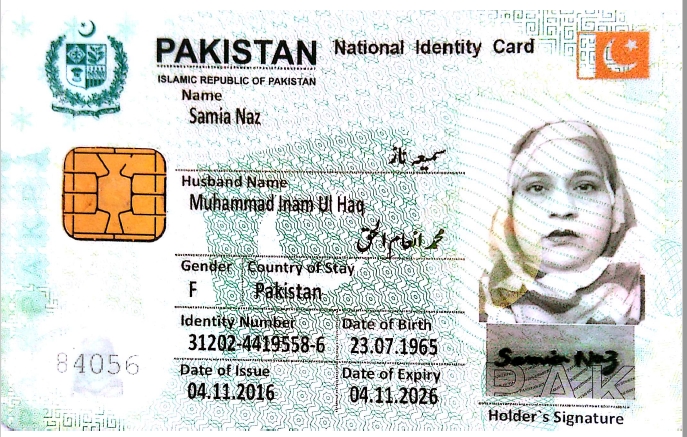 PAKISTAN National Identity Card
ISLAMIC REPUBLIC OF PAKISTAN
Name
Samia Naz
سمیعہ ناز
Husband Name
Muhammad Inam Ul Haq
محمد انعام الحق
Gender Country of Stay
F Pakistan
Identity Number Date of Birth
31202-4419558-6 23.07.1965
Date of Issue Date of Expiry
04.11.2016 04.11.2026
84056
Samia Naz
PAK
Holder`s Signature